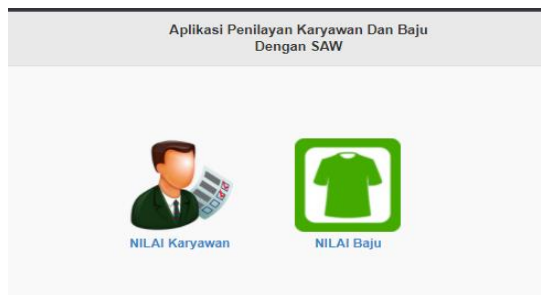 Aplikasi Penilayan Karyawan Dan Baju
Dengan SAW
NILAI Karyawan
NILAI Baju